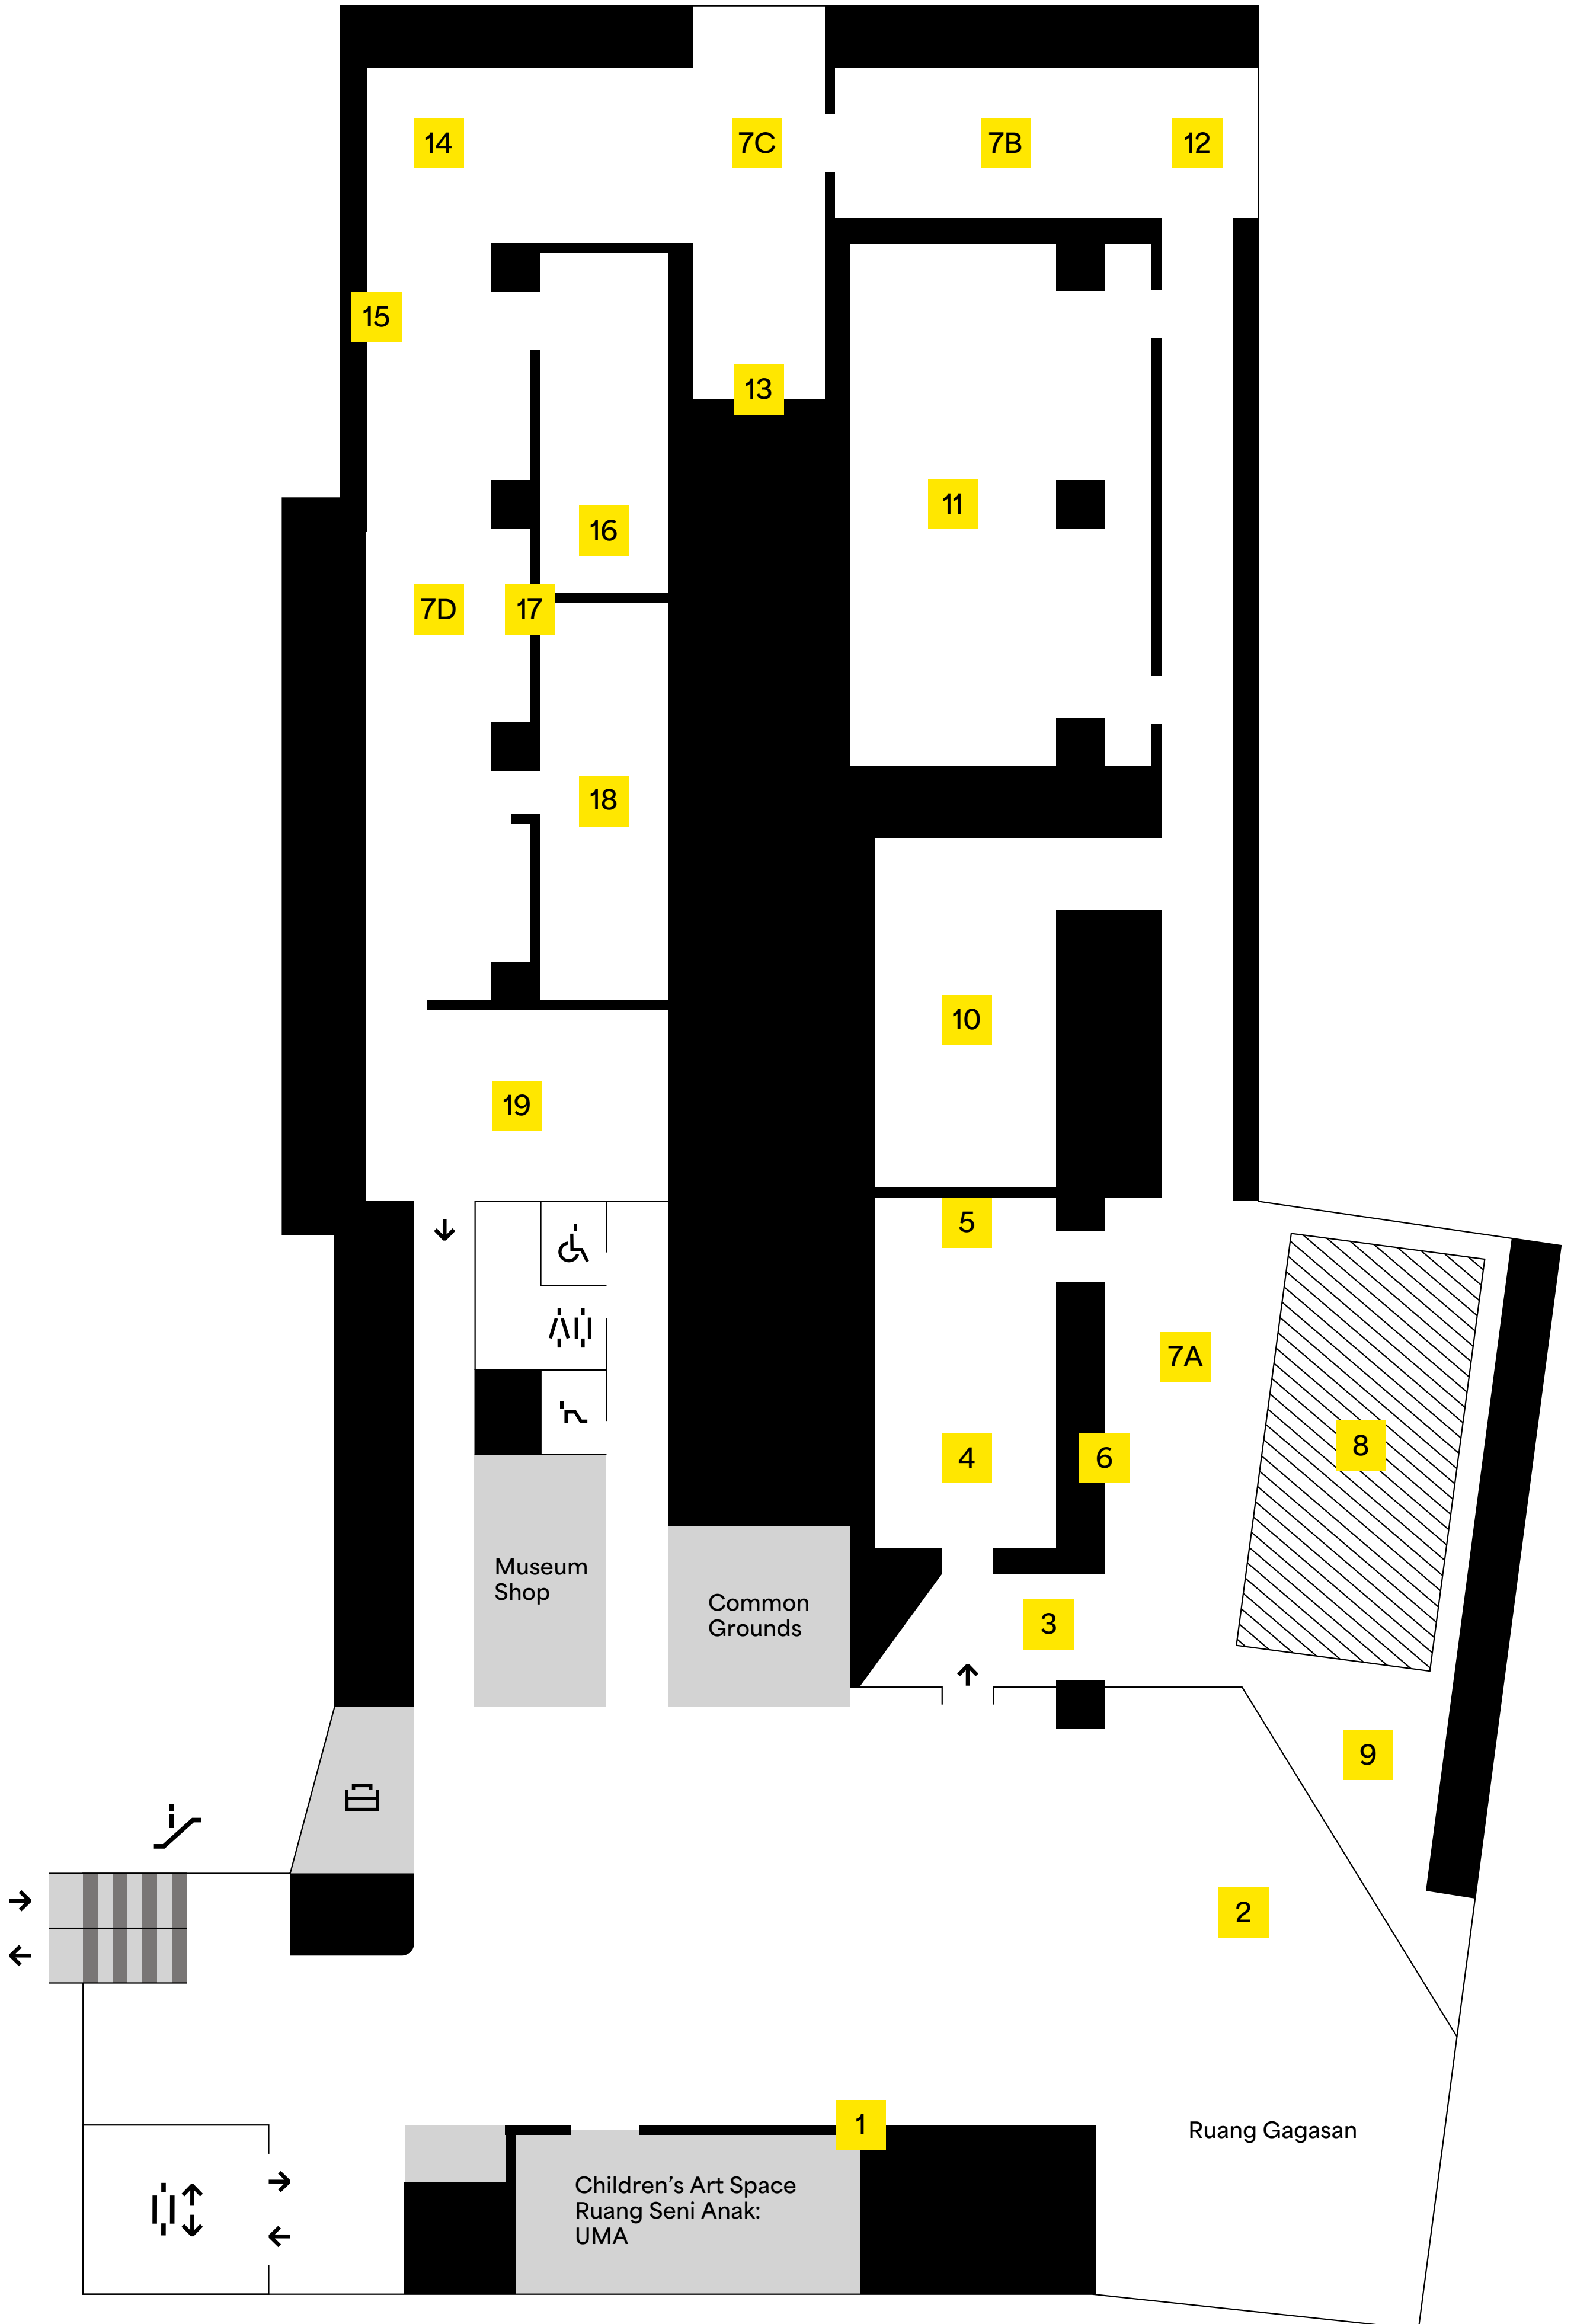 14
7C
7B
12
15
13
11
16
7D
17
18
10
19
5
7A
8
4
6
Museum
Shop
Common
Grounds
3
9
2
1
Ruang Gagasan
Children’s Art Space
Ruang Seni Anak:
UMA